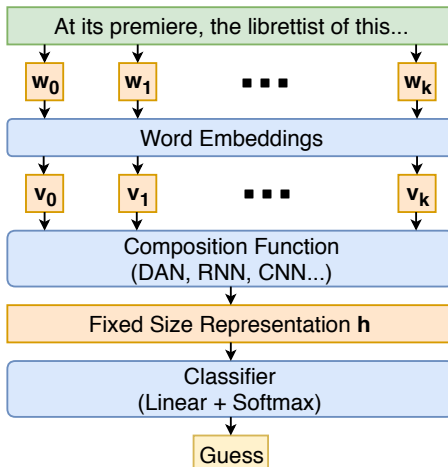 At its premiere, the librettist of this...
w0 w1 ... wk
Word Embeddings
v0 v1 ... vk
Composition Function
(DAN, RNN, CNN...)
Fixed Size Representation h
Classifier
(Linear + Softmax)
Guess